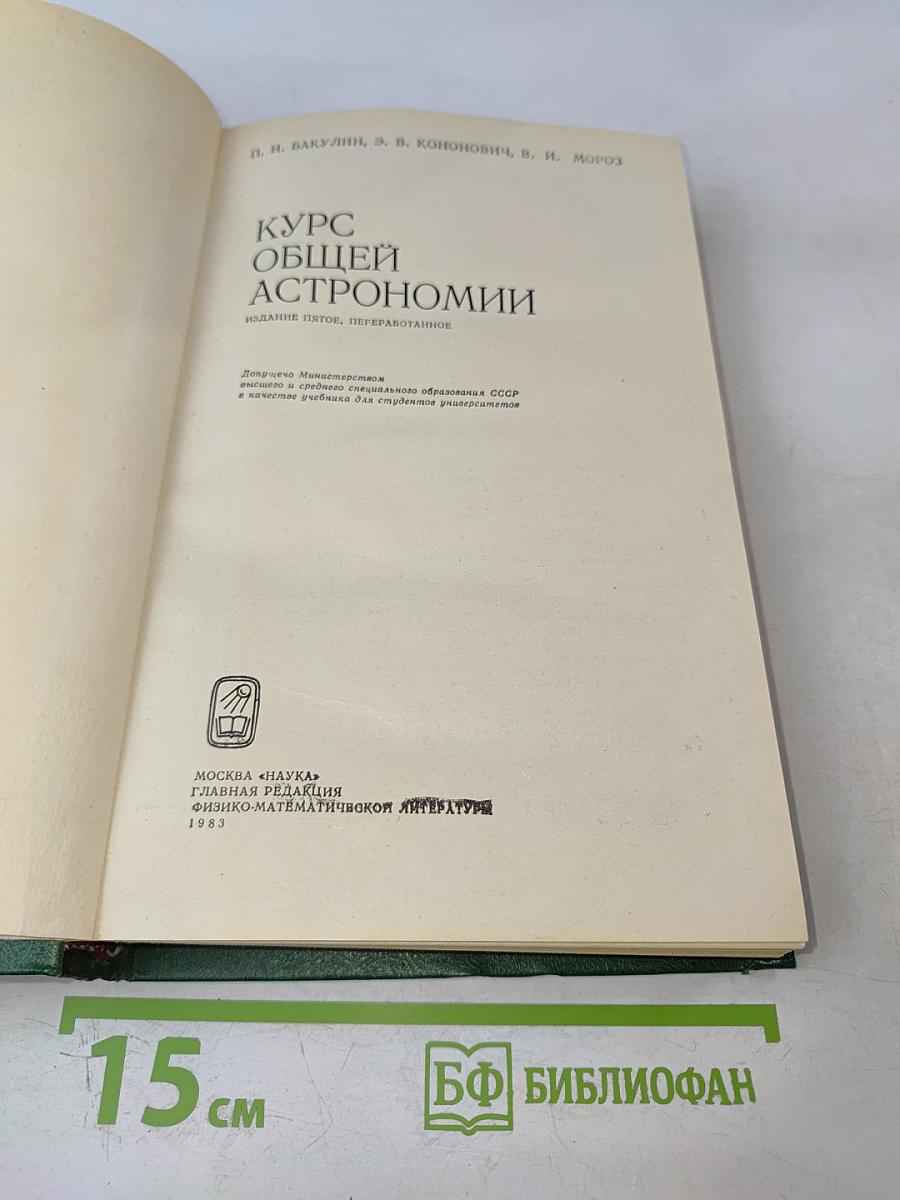 П. И. БАКУЛИН, Э. В. КОНОНОВИЧ, В. И. МОРОЗ
КУРС
ОБЩЕЙ
АСТРОНОМИИ
ИЗДАНИЕ ПЯТОЕ, ПЕРЕРАБОТАННОЕ
Допущено Министерством
высшего и среднего специального образования СССР
в качестве учебника для студентов университетов
МОСКВА «НАУКА»
ГЛАВНАЯ РЕДАКЦИЯ
ФИЗИКО-МАТЕМАТИЧЕСКОЙ ЛИТЕРАТУРЫ
1983
15 см
БФ БИБЛИОФАН